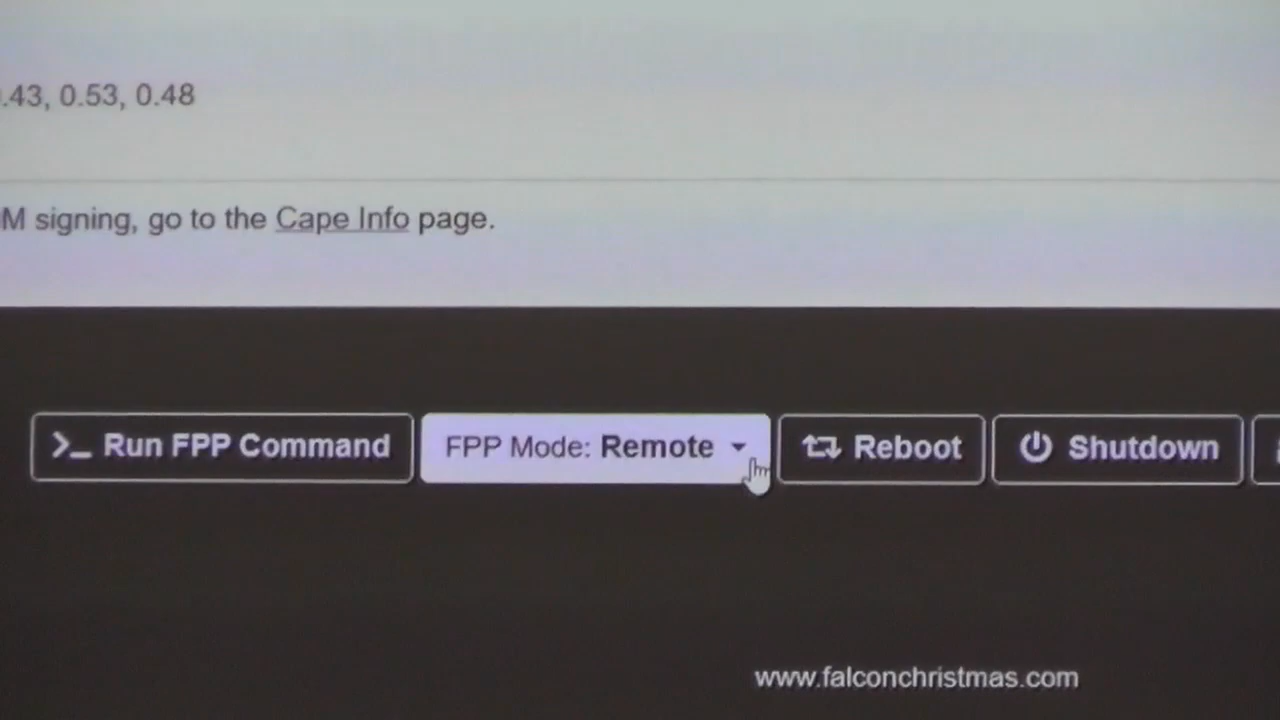 .43, 0.53, 0.48
M signing, go to the Cape Info page.
Run FPP Command
FPP Mode: Remote
Reboot
Shutdown
www.falconchristmas.com